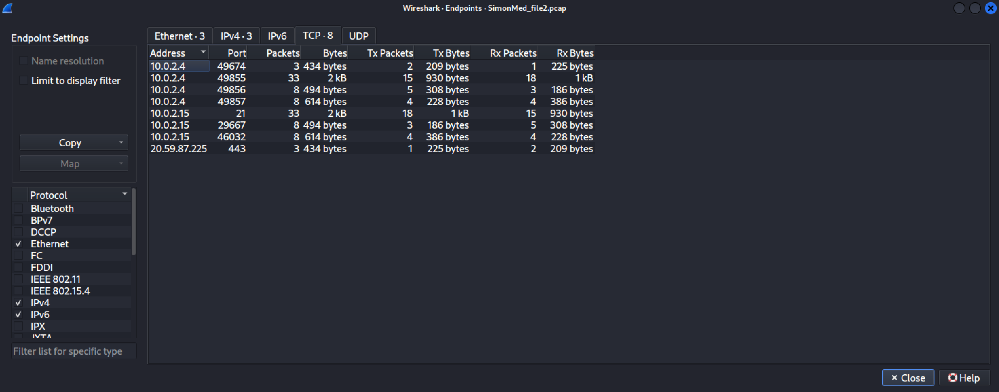 Wireshark · Endpoints · SimonMed_file2.pcap
Endpoint Settings
Name resolution
Limit to display filter
Copy
Map
Protocol
Bluetooth
BPv7
DCCP
Ethernet
FC
FDDI
IEEE 802.11
IEEE 802.15.4
IPv4
IPv6
IPX
JXTA
Filter list for specific type
Ethernet · 3 IPv4 · 3 IPv6 TCP · 8 UDP
Address Port Packets Bytes Tx Packets Tx Bytes Rx Packets Rx Bytes
10.0.2.4 49674 3 434 bytes 2 209 bytes 1 225 bytes
10.0.2.4 49855 33 2 kB 15 930 bytes 18 1 kB
10.0.2.4 49856 8 494 bytes 5 308 bytes 3 186 bytes
10.0.2.4 49857 8 614 bytes 4 228 bytes 4 386 bytes
10.0.2.15 21 33 2 kB 18 1 kB 15 930 bytes
10.0.2.15 29667 8 494 bytes 3 186 bytes 5 308 bytes
10.0.2.15 46032 8 614 bytes 4 386 bytes 4 228 bytes
20.59.87.225 443 3 434 bytes 1 225 bytes 2 209 bytes
Close Help